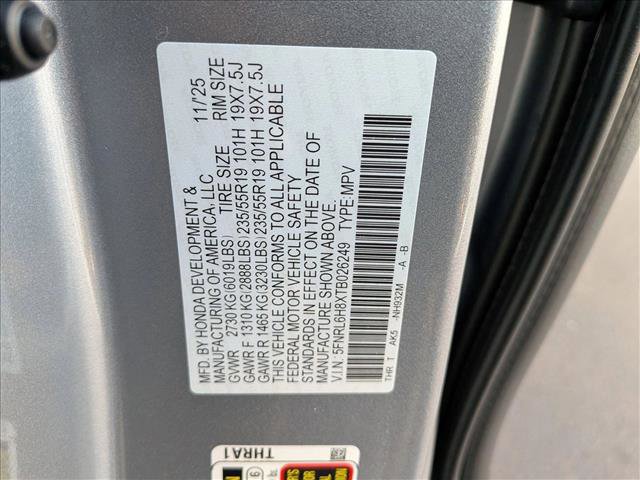 MFD. BY HONDA DEVELOPMENT & 11/'25
MANUFACTURING OF AMERICA, LLC
GVWR 2730 KG(6019LBS) TIRE SIZE RIM SIZE
GAWR F 1310 KG(2888LBS) 235/55R19 101H 19X7.5J
GAWR R 1465 KG(3230LBS) 235/55R19 101H 19X7.5J
THIS VEHICLE CONFORMS TO ALL APPLICABLE
FEDERAL MOTOR VEHICLE SAFETY
STANDARDS IN EFFECT ON THE DATE OF
MANUFACTURE SHOWN ABOVE.
V.I.N. 5FNRL6H8XTB026249 TYPE:MPV
THR T AK5 -NH932M -A -B
THRA1